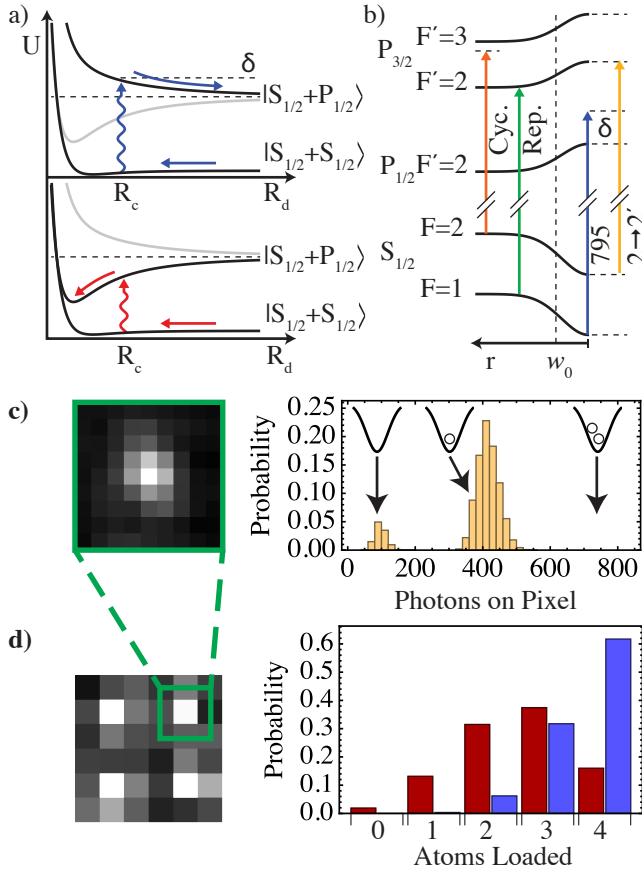 a)
U
δ
|S1/2+P1/2⟩
|S1/2+S1/2⟩
Rc
Rd
|S1/2+P1/2⟩
|S1/2+S1/2⟩
Rc
Rd
b)
F´=3
P3/2
F´=2
Cyc.
Rep.
δ
P1/2 F´=2
F=2
S1/2
F=1
795
2→2´
r
w0
c)
Probability
0.25
0.20
0.15
0.10
0.05
0.00
0 200 400 600 800
Photons on Pixel
d)
Probability
0.6
0.5
0.4
0.3
0.2
0.1
0.0
0 1 2 3 4
Atoms Loaded